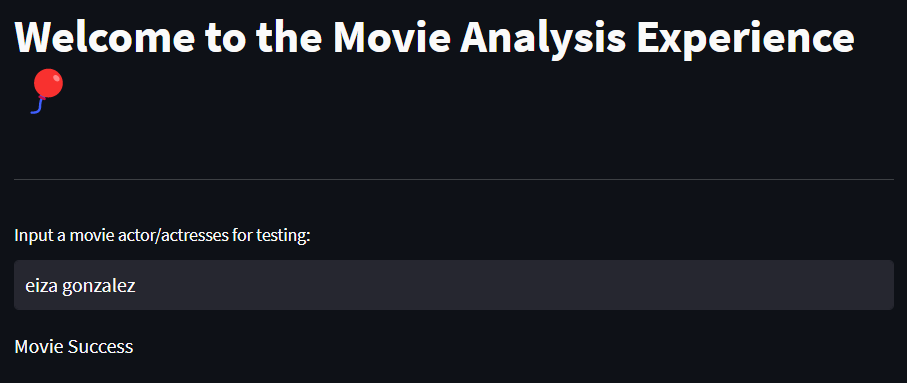 Welcome to the Movie Analysis Experience
🎈
Input a movie actor/actresses for testing:
eiza gonzalez
Movie Success